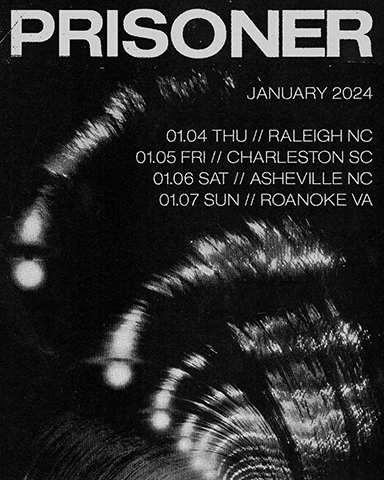 PRISONER
JANUARY 2024
01.04 THU // RALEIGH NC
01.05 FRI // CHARLESTON SC
01.06 SAT // ASHEVILLE NC
01.07 SUN // ROANOKE VA